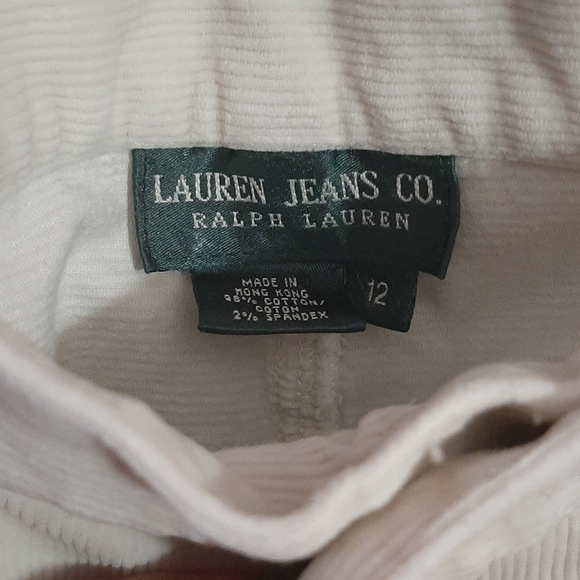 LAUREN JEANS CO.
RALPH LAUREN
MADE IN
HONG KONG
98% COTTON/
COTON
2% SPANDEX
12